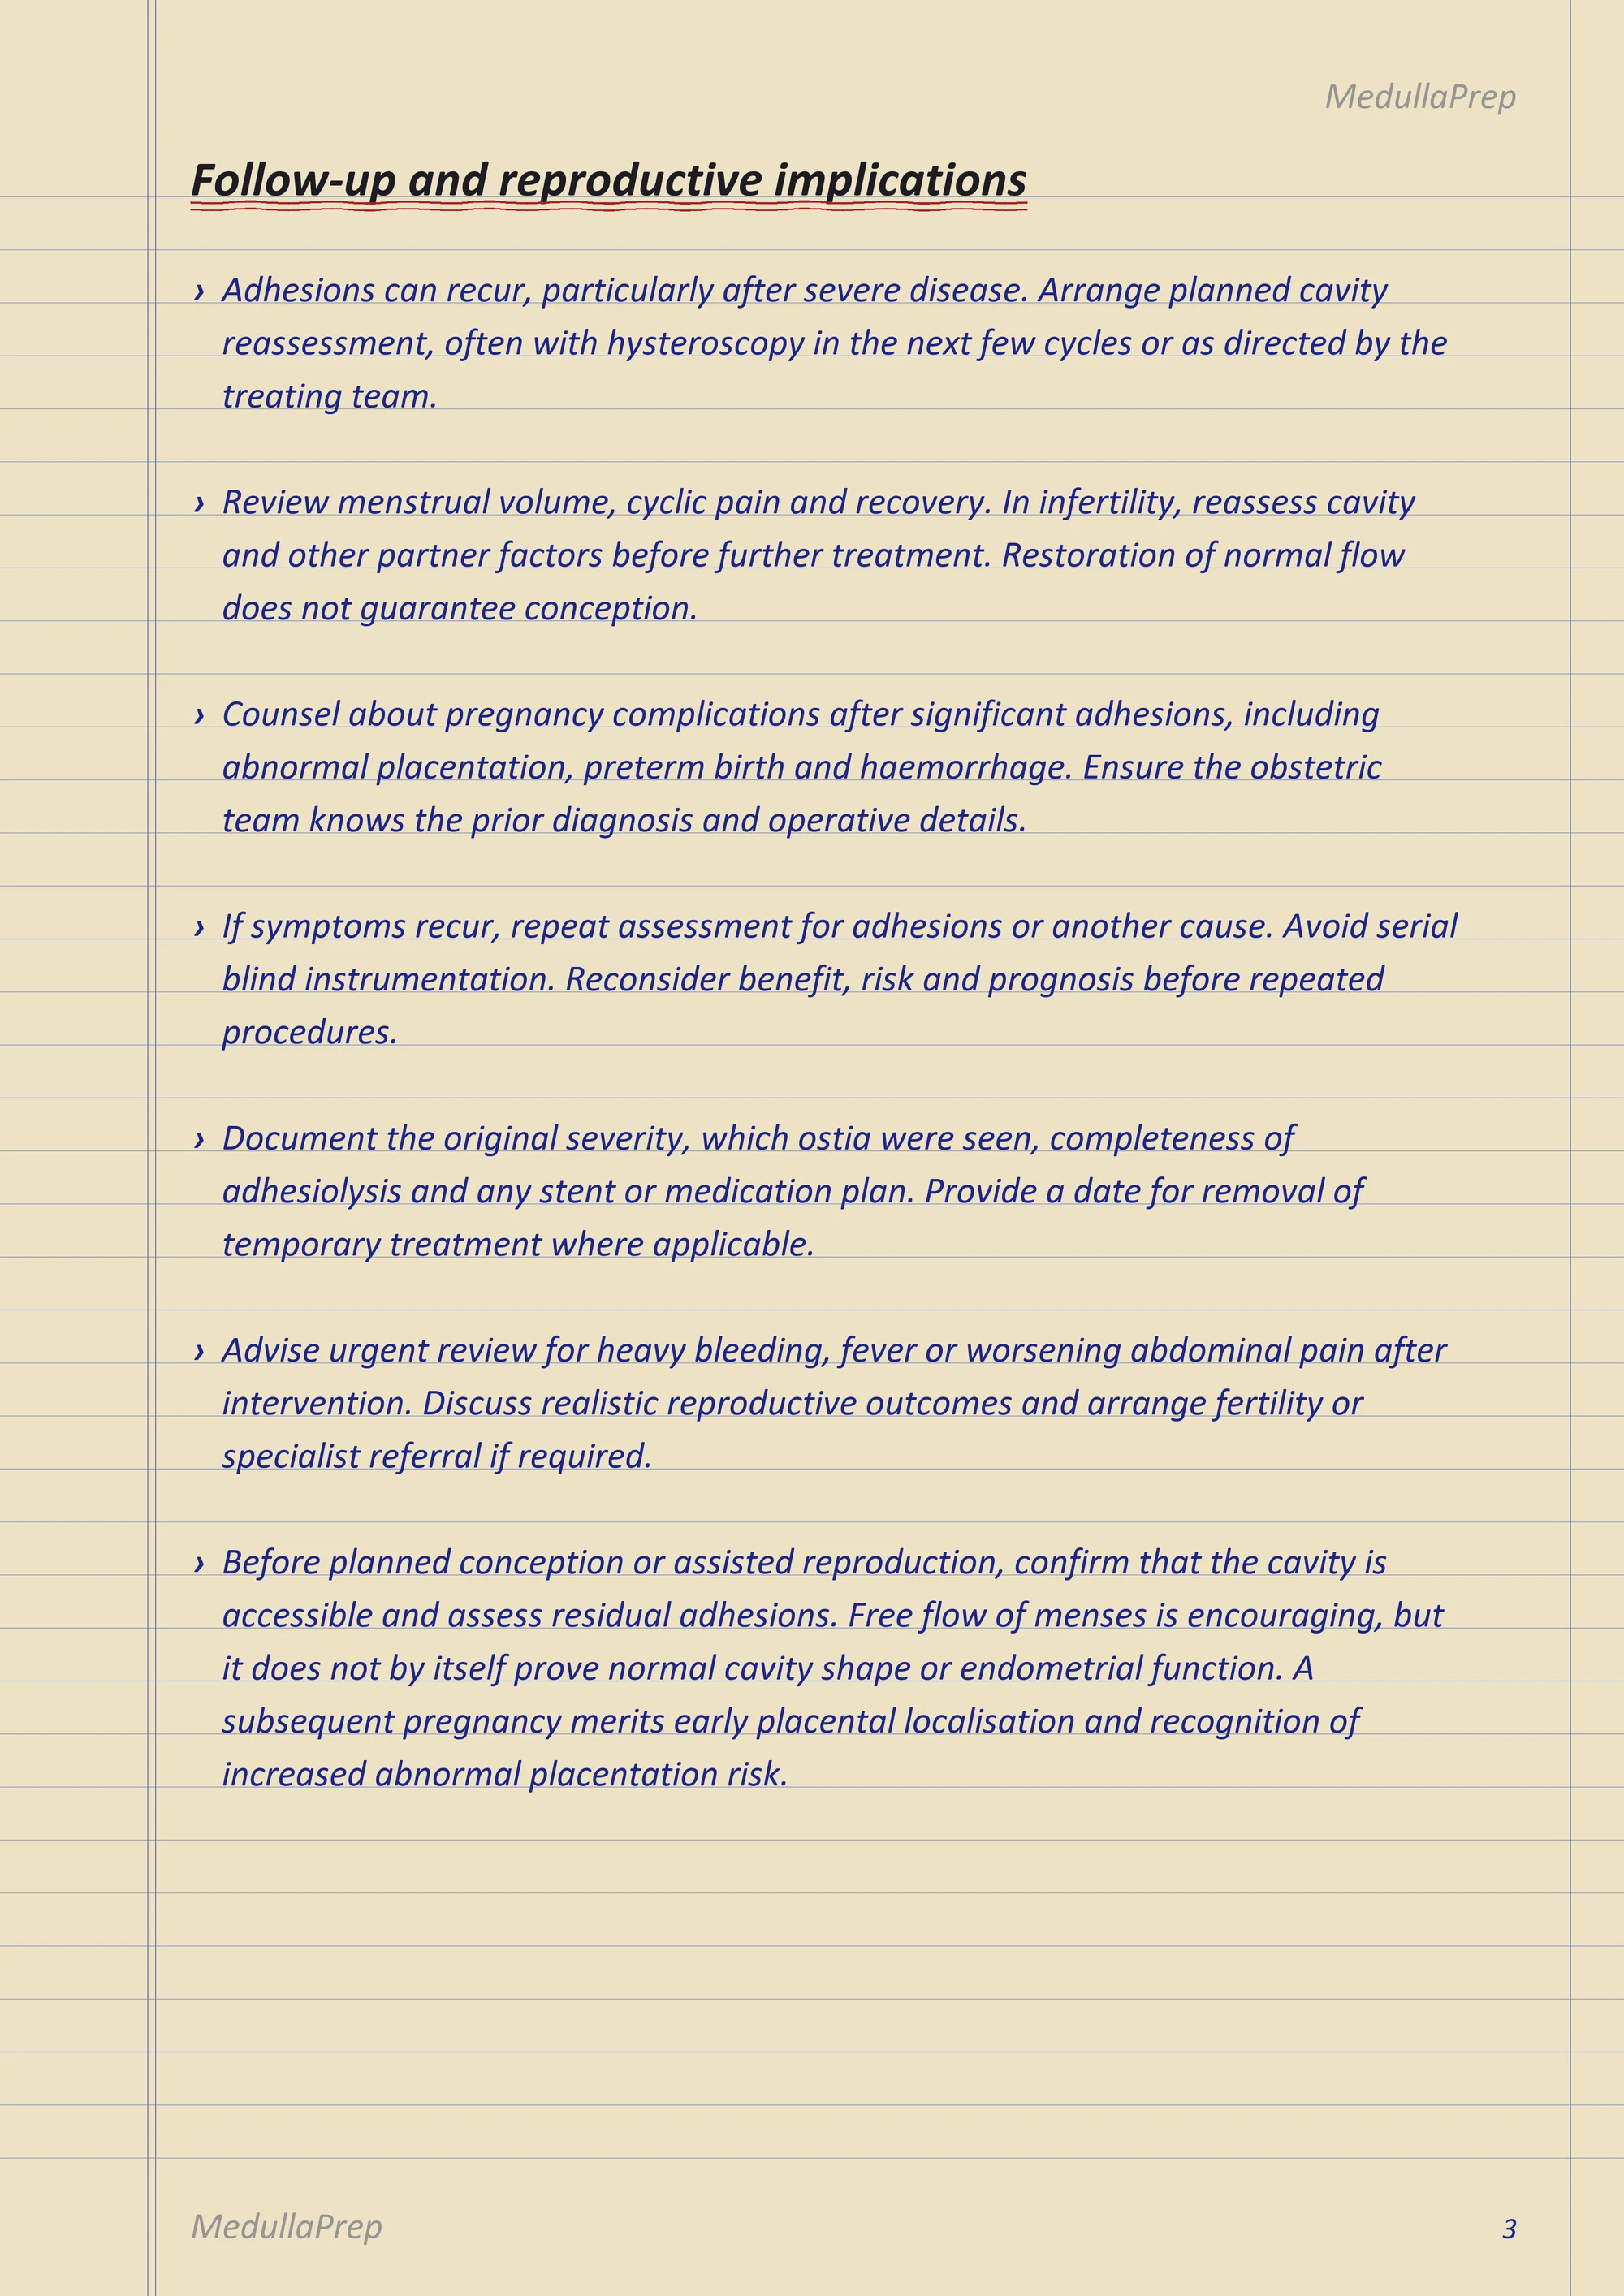 MedullaPrep
Follow-up and reproductive implications
› Adhesions can recur, particularly after severe disease. Arrange planned cavity
reassessment, often with hysteroscopy in the next few cycles or as directed by the
treating team.
› Review menstrual volume, cyclic pain and recovery. In infertility, reassess cavity
and other partner factors before further treatment. Restoration of normal flow
does not guarantee conception.
› Counsel about pregnancy complications after significant adhesions, including
abnormal placentation, preterm birth and haemorrhage. Ensure the obstetric
team knows the prior diagnosis and operative details.
› If symptoms recur, repeat assessment for adhesions or another cause. Avoid serial
blind instrumentation. Reconsider benefit, risk and prognosis before repeated
procedures.
› Document the original severity, which ostia were seen, completeness of
adhesiolysis and any stent or medication plan. Provide a date for removal of
temporary treatment where applicable.
› Advise urgent review for heavy bleeding, fever or worsening abdominal pain after
intervention. Discuss realistic reproductive outcomes and arrange fertility or
specialist referral if required.
› Before planned conception or assisted reproduction, confirm that the cavity is
accessible and assess residual adhesions. Free flow of menses is encouraging, but
it does not by itself prove normal cavity shape or endometrial function. A
subsequent pregnancy merits early placental localisation and recognition of
increased abnormal placentation risk.
MedullaPrep
3